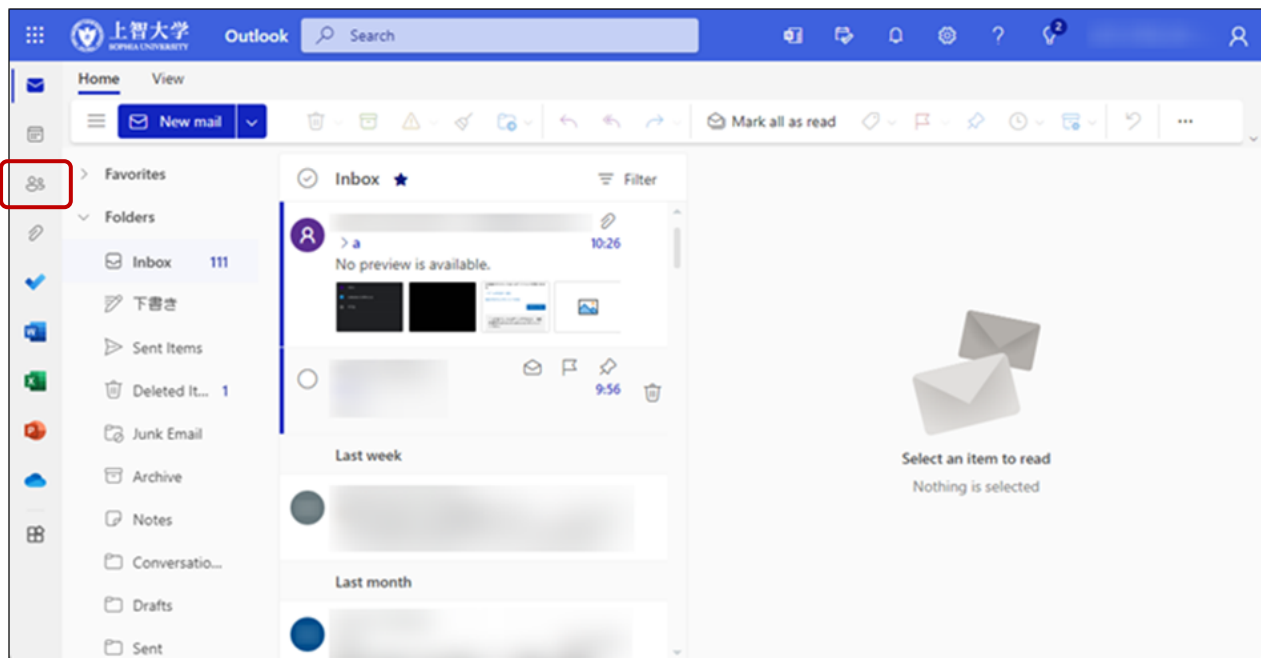 上智大学
SOPHIA UNIVERSITY
Outlook
Search
2
Home View
New mail
Mark all as read
Favorites
Folders
Inbox 111
下書き
Sent Items
Deleted It... 1
Junk Email
Archive
Notes
Conversatio...
Drafts
Sent
Inbox
Filter
> a
10:26
No preview is available.
9:56
Last week
Last month
Select an item to read
Nothing is selected